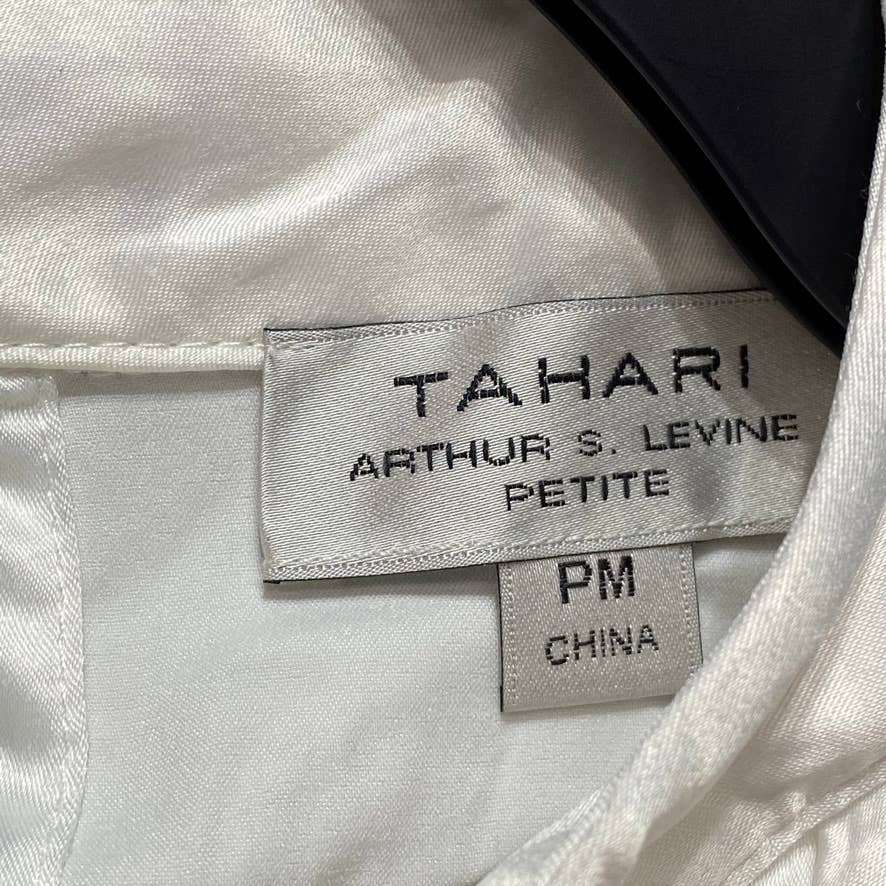 TAHARI
ARTHUR S. LEVINE
PETITE
PM
CHINA